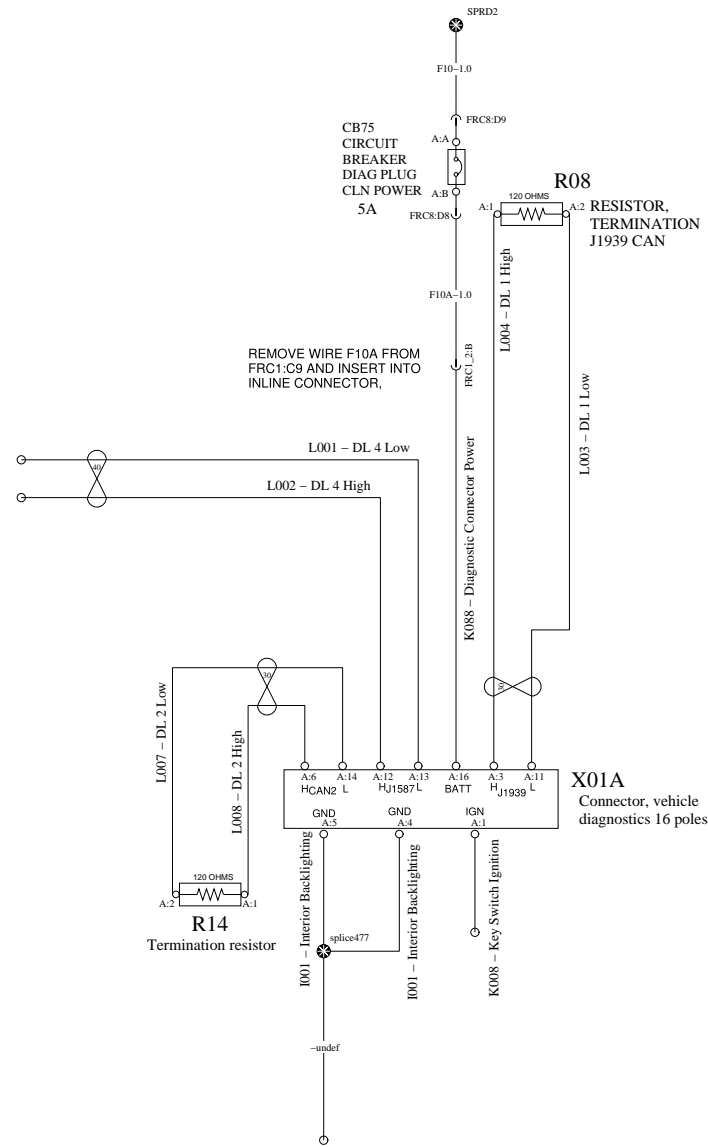 SPRD2
F10–1.0
FRC8:D9
CB75
CIRCUIT
BREAKER
DIAG PLUG
CLN POWER
5A
A:A
A:B
FRC8:D8
R08
120 OHMS
A:1
A:2
RESISTOR,
TERMINATION
J1939 CAN
L004 – DL 1 High
L003 – DL 1 Low
F10A–1.0
REMOVE WIRE F10A FROM
FRC1:C9 AND INSERT INTO
INLINE CONNECTOR,
FRC1_2:B
L001 – DL 4 Low
40
L002 – DL 4 High
K088 – Diagnostic Connector Power
30
30
L007 – DL 2 Low
L008 – DL 2 High
A:6 A:14 A:12 A:13 A:16 A:3 A:11
H CAN2 L H J1587 L BATT H J1939 L
GND GND IGN
A:5 A:4 A:1
X01A
Connector, vehicle
diagnostics 16 poles
120 OHMS
A:2 A:1
R14
Termination resistor
I001 – Interior Backlighting
splice477
I001 – Interior Backlighting
K008 – Key Switch Ignition
–undef